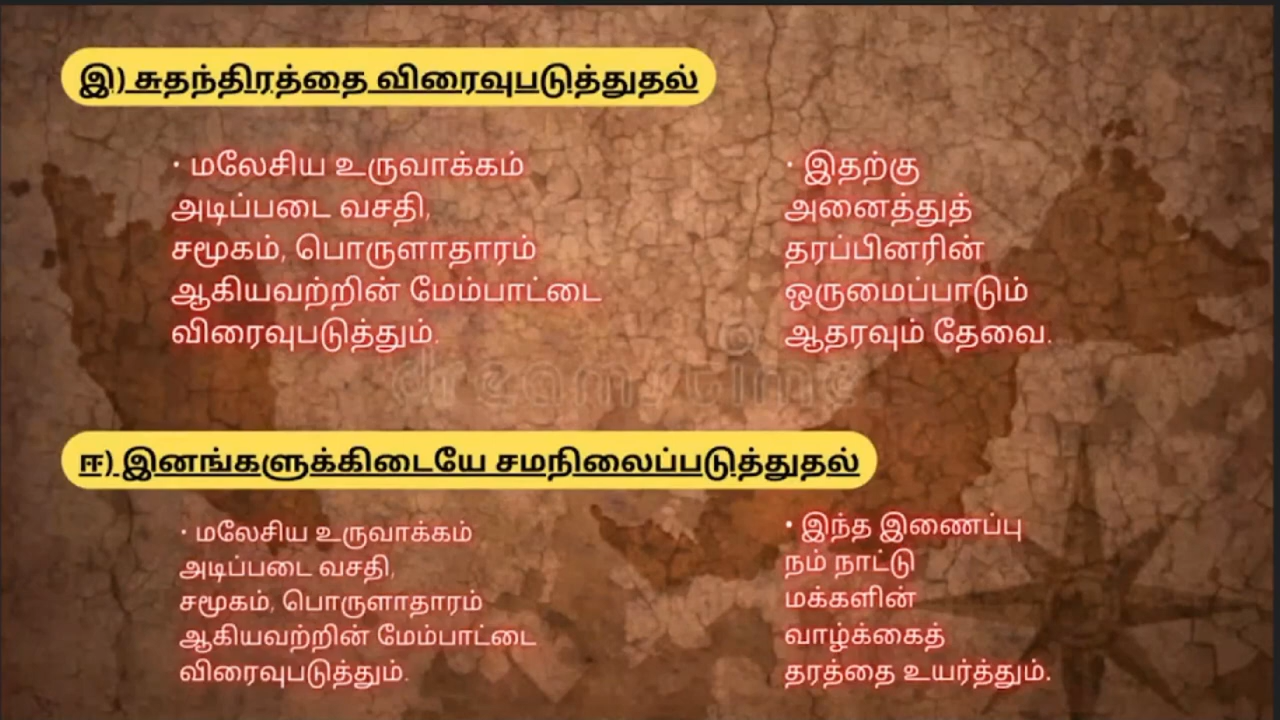 இ) சுதந்திரத்தை விரைவுபடுத்துதல்
· மலேசிய உருவாக்கம்
அடிப்படை வசதி,
சமூகம், பொருளாதாரம்
ஆகியவற்றின் மேம்பாட்டை
விரைவுபடுத்தும்.
· இதற்கு
அனைத்துத்
தரப்பினரின்
ஒருமைப்பாடும்
ஆதரவும் தேவை.
dreamstime
ஈ) இனங்களுக்கிடையே சமநிலைப்படுத்துதல்
· மலேசிய உருவாக்கம்
அடிப்படை வசதி,
சமூகம், பொருளாதாரம்
ஆகியவற்றின் மேம்பாட்டை
விரைவுபடுத்தும்.
• இந்த இணைப்பு
நம் நாட்டு
மக்களின்
வாழ்க்கைத்
தரத்தை உயர்த்தும்.